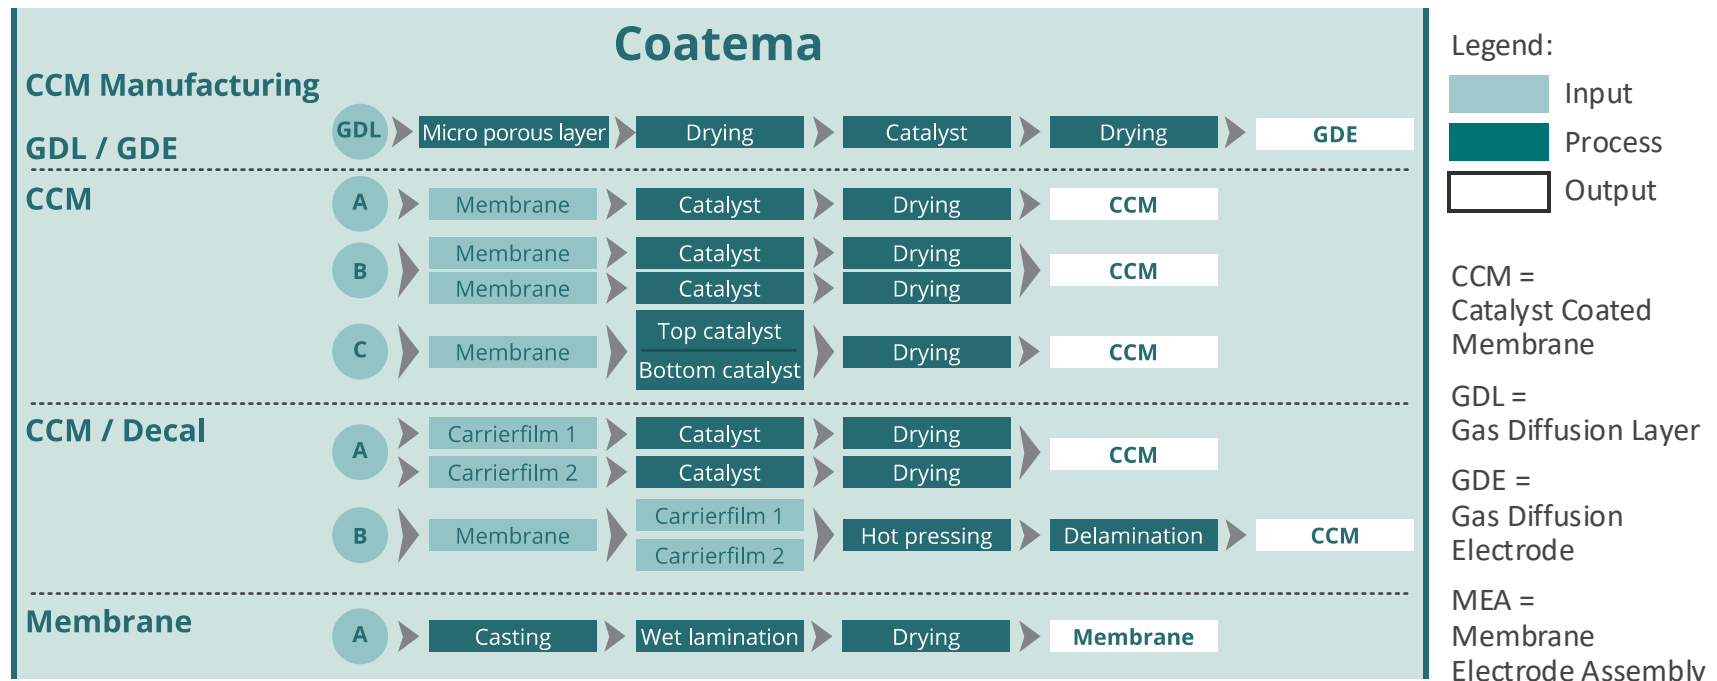 Coatema
CCM Manufacturing
GDL / GDE
GDL
Micro porous layer
Drying
Catalyst
Drying
GDE
CCM
A
Membrane
Catalyst
Drying
CCM
B
Membrane
Catalyst
Drying
Membrane
Catalyst
Drying
CCM
C
Membrane
Top catalyst
Bottom catalyst
Drying
CCM
CCM / Decal
A
Carrierfilm 1
Catalyst
Drying
Carrierfilm 2
Catalyst
Drying
CCM
B
Membrane
Carrierfilm 1
Carrierfilm 2
Hot pressing
Delamination
CCM
Membrane
A
Casting
Wet lamination
Drying
Membrane
Legend:
Input
Process
Output
CCM =
Catalyst Coated
Membrane
GDL =
Gas Diffusion Layer
GDE =
Gas Diffusion
Electrode
MEA =
Membrane
Electrode Assembly